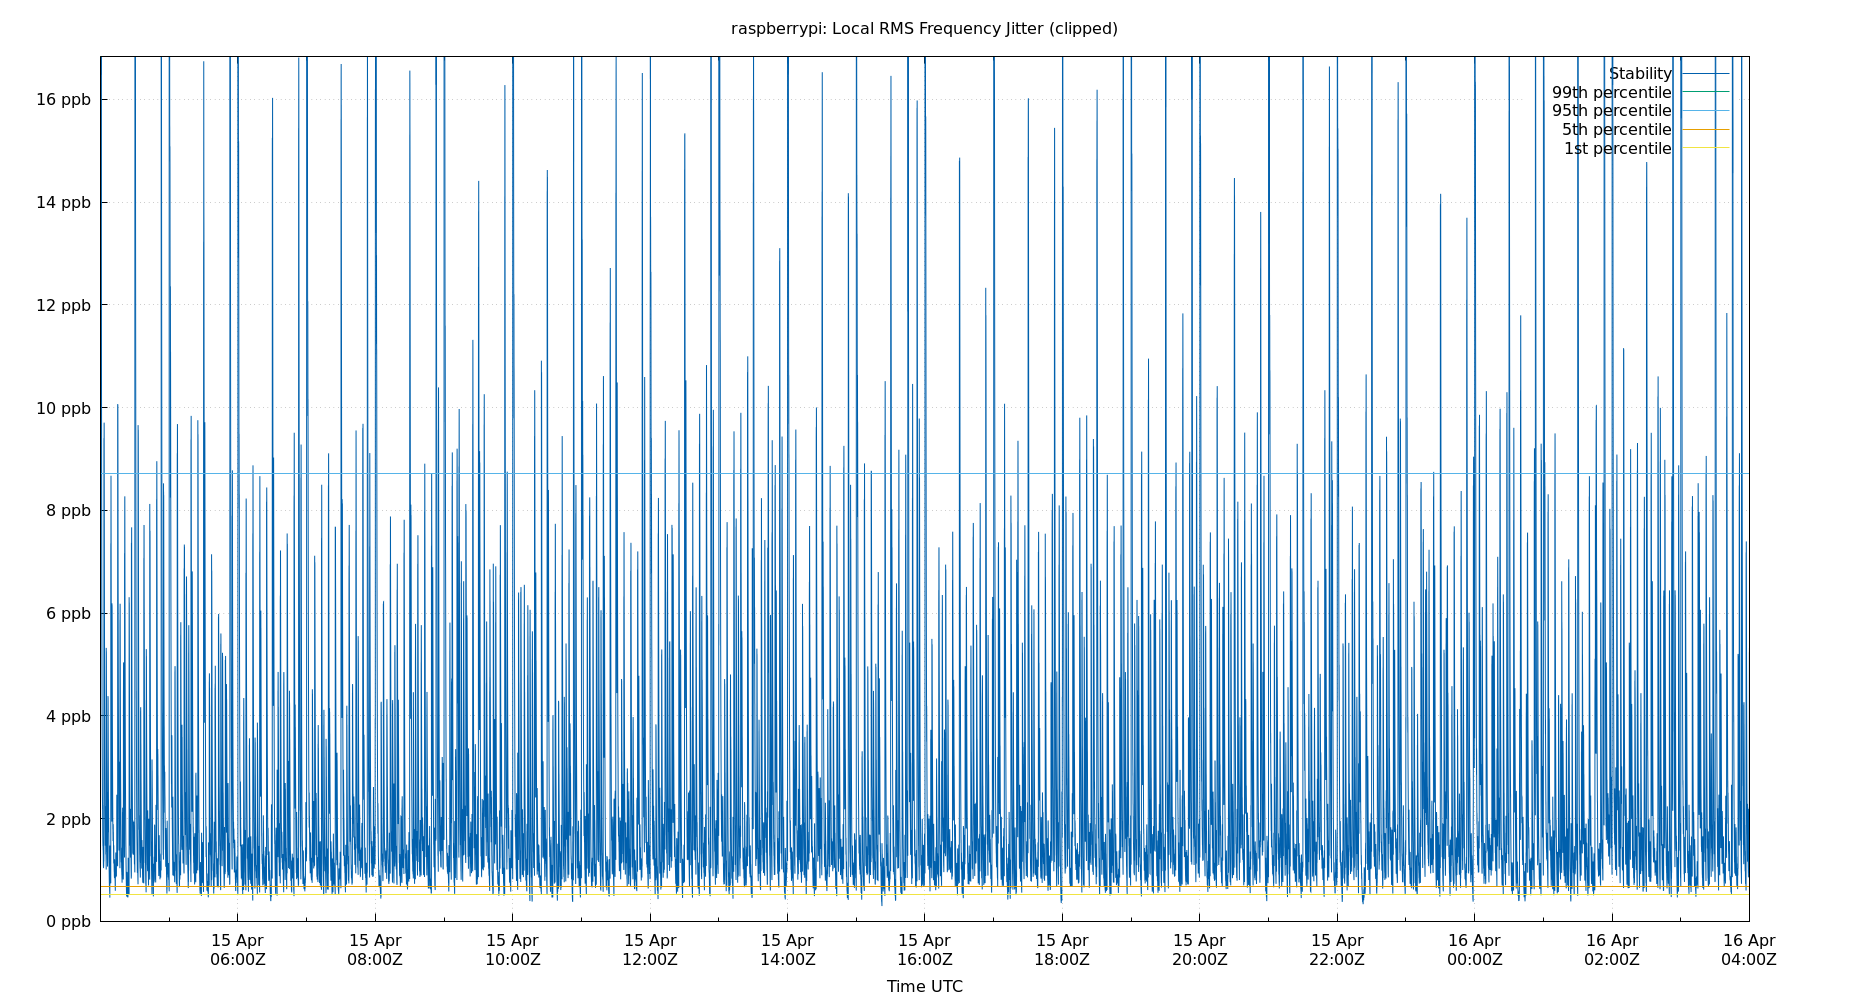 raspberrypi: Local RMS Frequency Jitter (clipped)
Stability
99th percentile
95th percentile
5th percentile
1st percentile
16 ppb
14 ppb
12 ppb
10 ppb
8 ppb
6 ppb
4 ppb
2 ppb
0 ppb
15 Apr 15 Apr 15 Apr 15 Apr 15 Apr 15 Apr 15 Apr 15 Apr 15 Apr 16 Apr 16 Apr 16 Apr
06:00Z 08:00Z 10:00Z 12:00Z 14:00Z 16:00Z 18:00Z 20:00Z 22:00Z 00:00Z 02:00Z 04:00Z
Time UTC